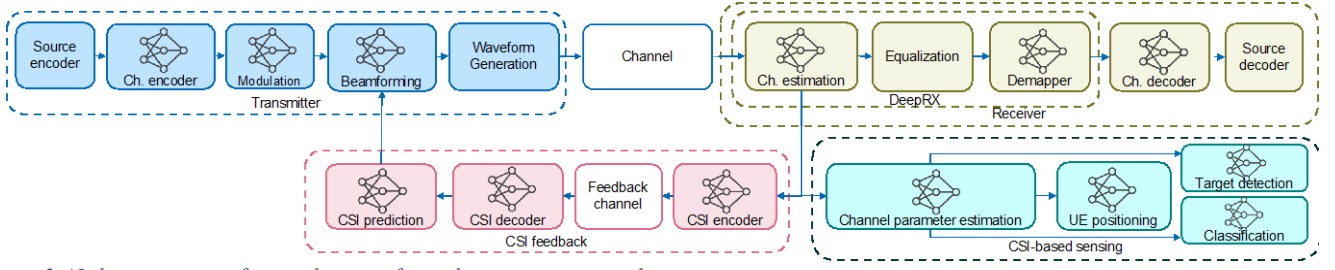 Source
encoder
Ch. encoder
Modulation
Beamforming
Waveform
Generation
Transmitter
Channel
Ch. estimation
Equalization
Demapper
DeepRX
Ch. decoder
Source
decoder
Receiver
CSI prediction
CSI decoder
Feedback
channel
CSI encoder
CSI feedback
Channel parameter estimation
UE positioning
Target detection
Classification
CSI-based sensing